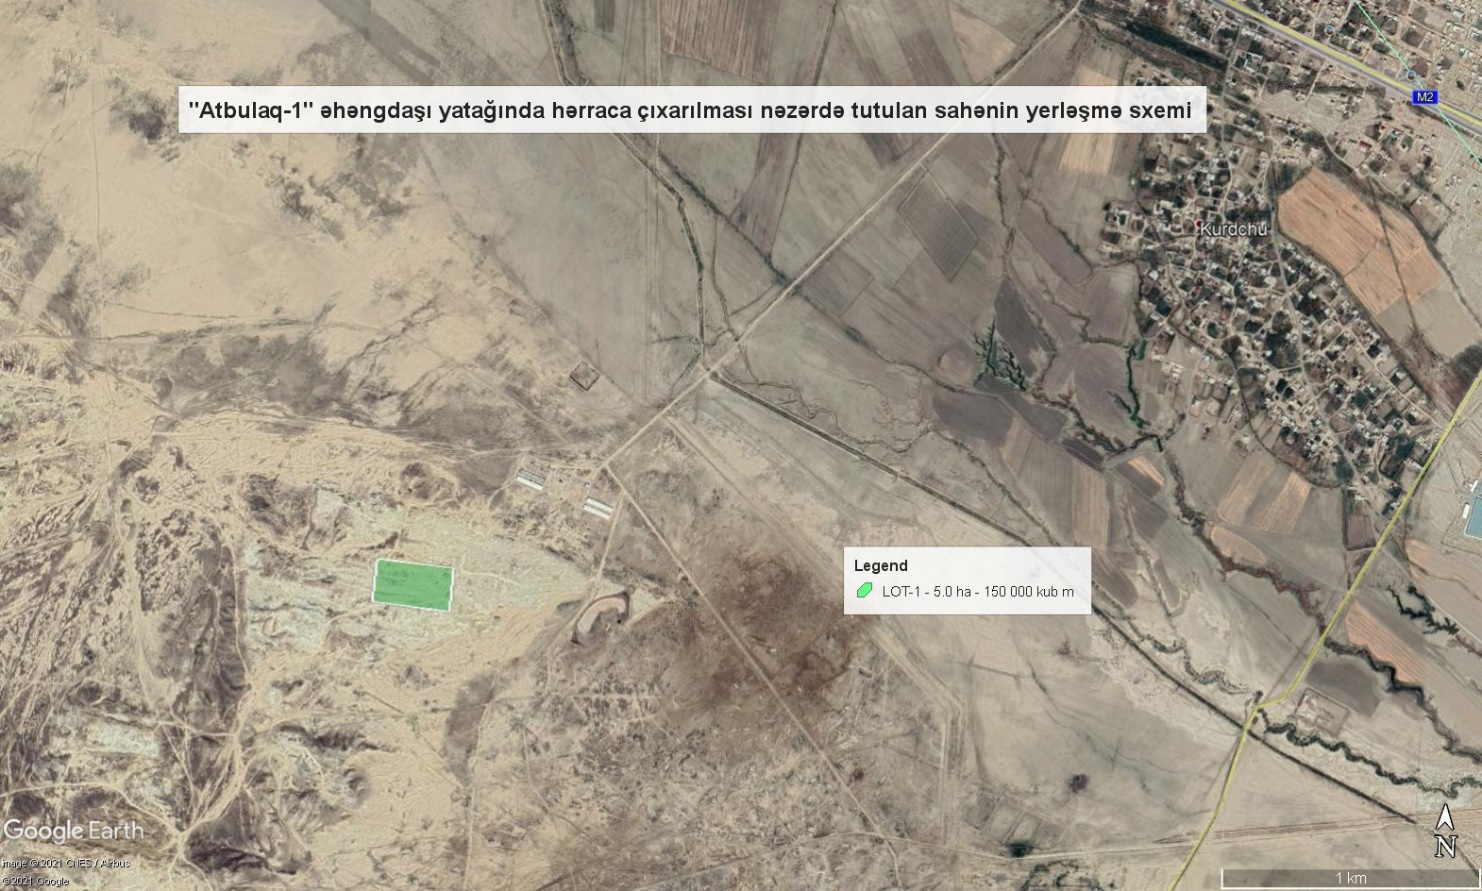 "Atbulaq-1" əhəngdaşı yatağında hərraca çıxarılması nəzərdə tutulan sahənin yerləşmə sxemi
M2
Kurdchu
Legend
LOT-1 - 5.0 ha - 150 000 kub m
Google Earth
Image © 2021 CNES / Airbus
© 2021 Google
N
1 km